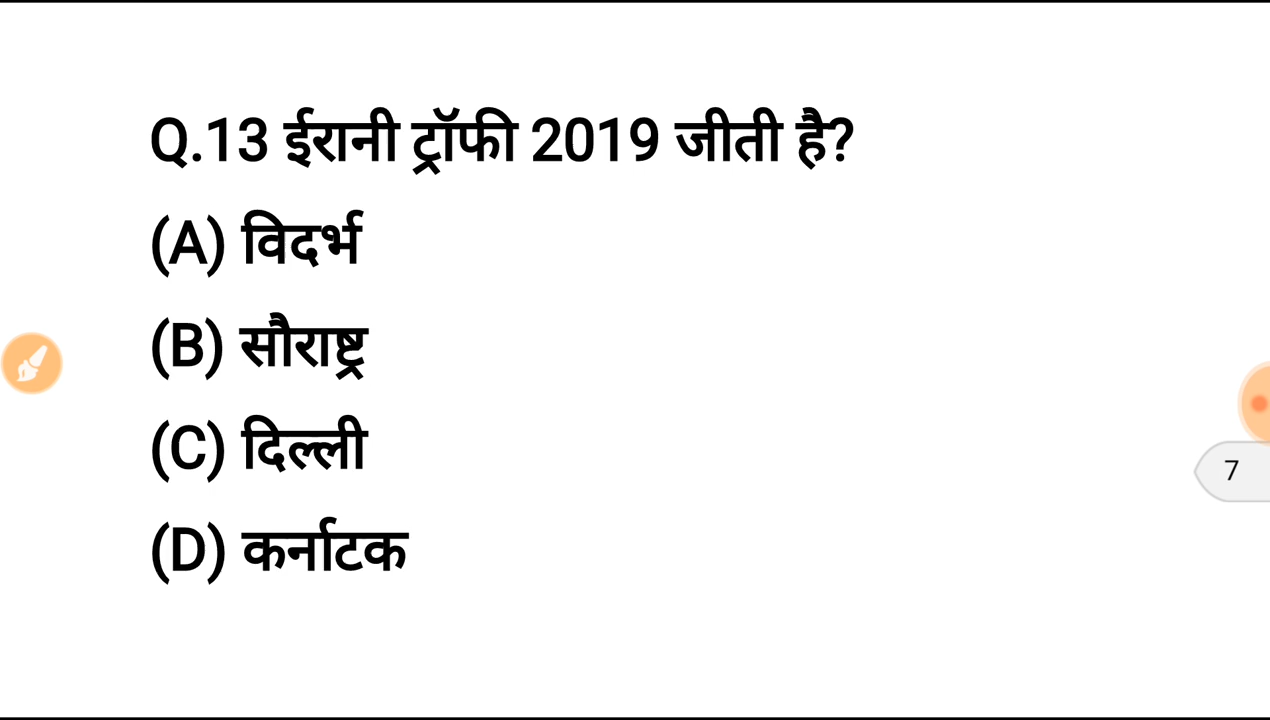 Q.13 ईरानी ट्रॉफी 2019 जीती है?
(A) विदर्भ
(B) सौराष्ट्र
(C) दिल्ली
7
(D) कर्नाटक